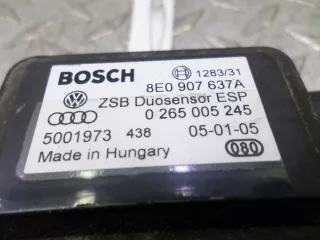 BOSCH 1283/31
8E0 907 637A
ZSB Duosensor ESP
0 265 005 245
5001973 438 05-01-05
Made in Hungary 080